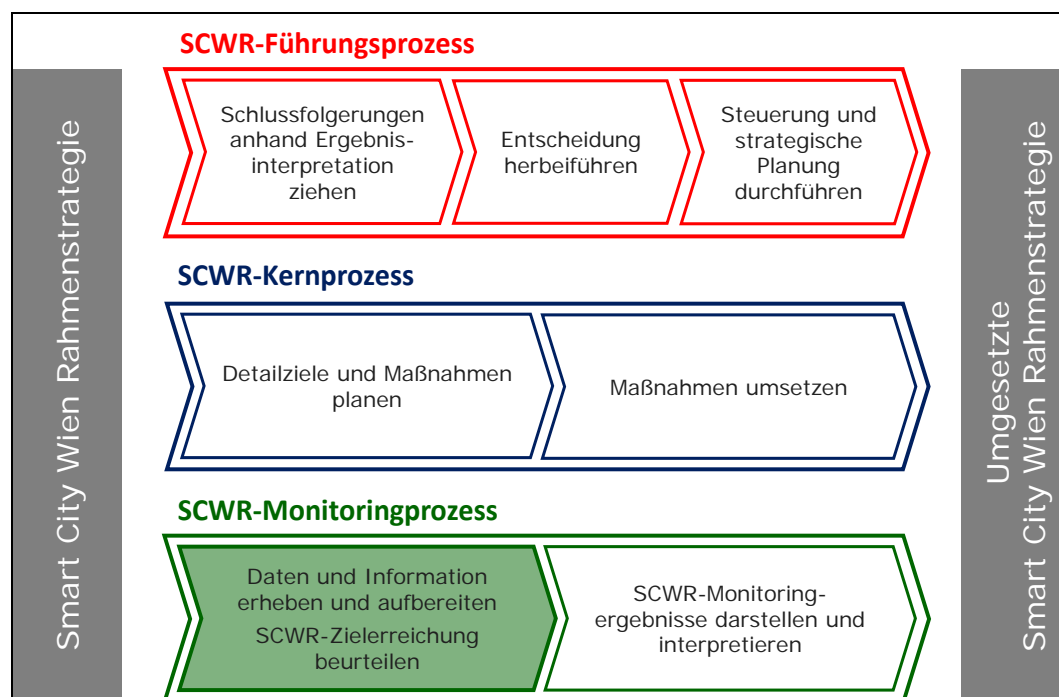 Smart City Wien Rahmenstrategie
SCWR-Führungsprozess
Schlussfolgerungen
anhand Ergebnis-
interpretation
ziehen
Entscheidung
herbeiführen
Steuerung und
strategische
Planung
durchführen
SCWR-Kernprozess
Detailziele und Maßnahmen
planen
Maßnahmen umsetzen
SCWR-Monitoringprozess
Daten und Information
erheben und aufbereiten
SCWR-Zielerreichung
beurteilen
SCWR-Monitoring-
ergebnisse darstellen und
interpretieren
Umgesetzte
Smart City Wien Rahmenstrategie